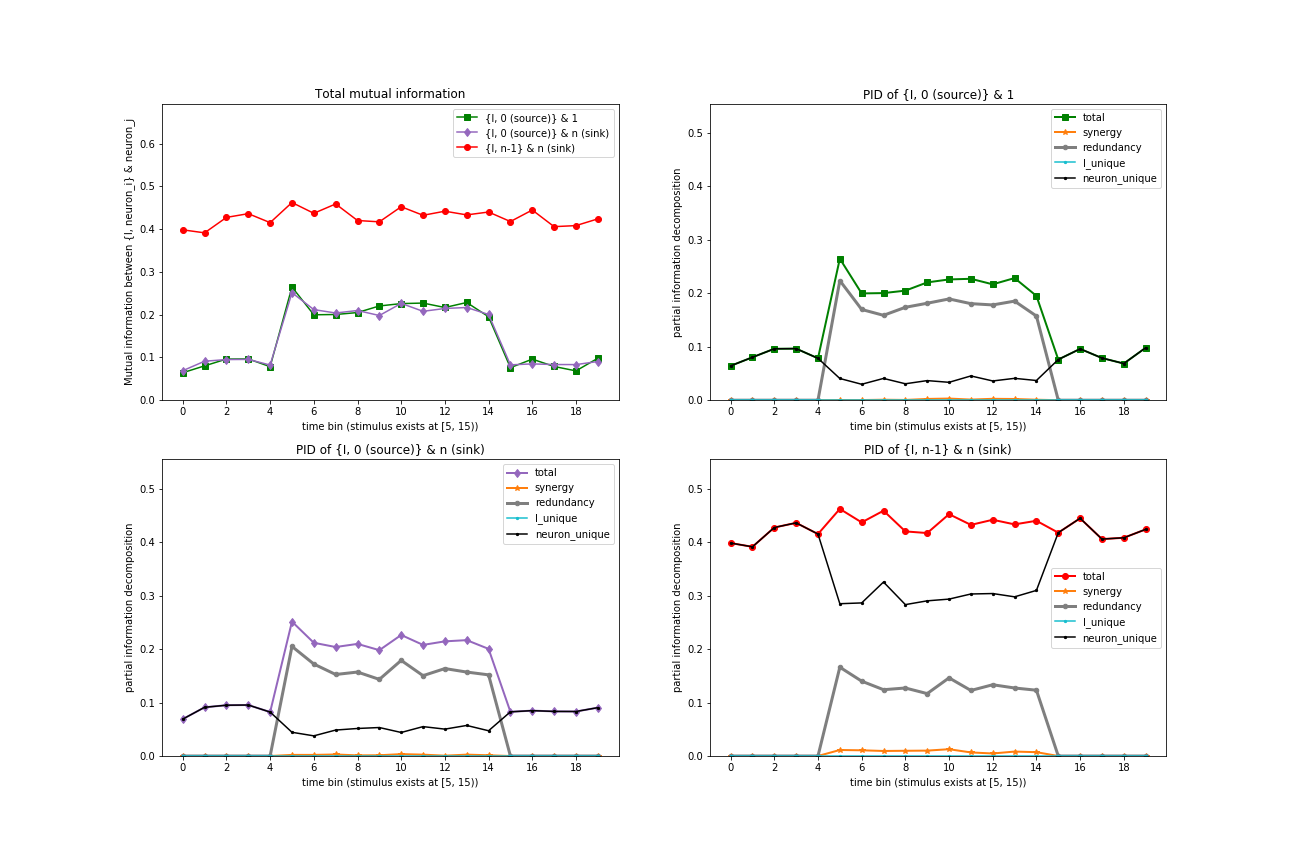 Total mutual information
Mutual information between {I, neuron_i} & neuron_j
0.6
0.5
0.4
0.3
0.2
0.1
0.0
{I, 0 (source)} & 1
{I, 0 (source)} & n (sink)
{I, n-1} & n (sink)
0 2 4 6 8 10 12 14 16 18
time bin (stimulus exists at [5, 15))
PID of {I, 0 (source)} & 1
partial information decomposition
0.5
0.4
0.3
0.2
0.1
0.0
total
synergy
redundancy
I_unique
neuron_unique
0 2 4 6 8 10 12 14 16 18
time bin (stimulus exists at [5, 15))
PID of {I, 0 (source)} & n (sink)
partial information decomposition
0.5
0.4
0.3
0.2
0.1
0.0
total
synergy
redundancy
I_unique
neuron_unique
0 2 4 6 8 10 12 14 16 18
time bin (stimulus exists at [5, 15))
PID of {I, n-1} & n (sink)
partial information decomposition
0.5
0.4
0.3
0.2
0.1
0.0
total
synergy
redundancy
I_unique
neuron_unique
0 2 4 6 8 10 12 14 16 18
time bin (stimulus exists at [5, 15))